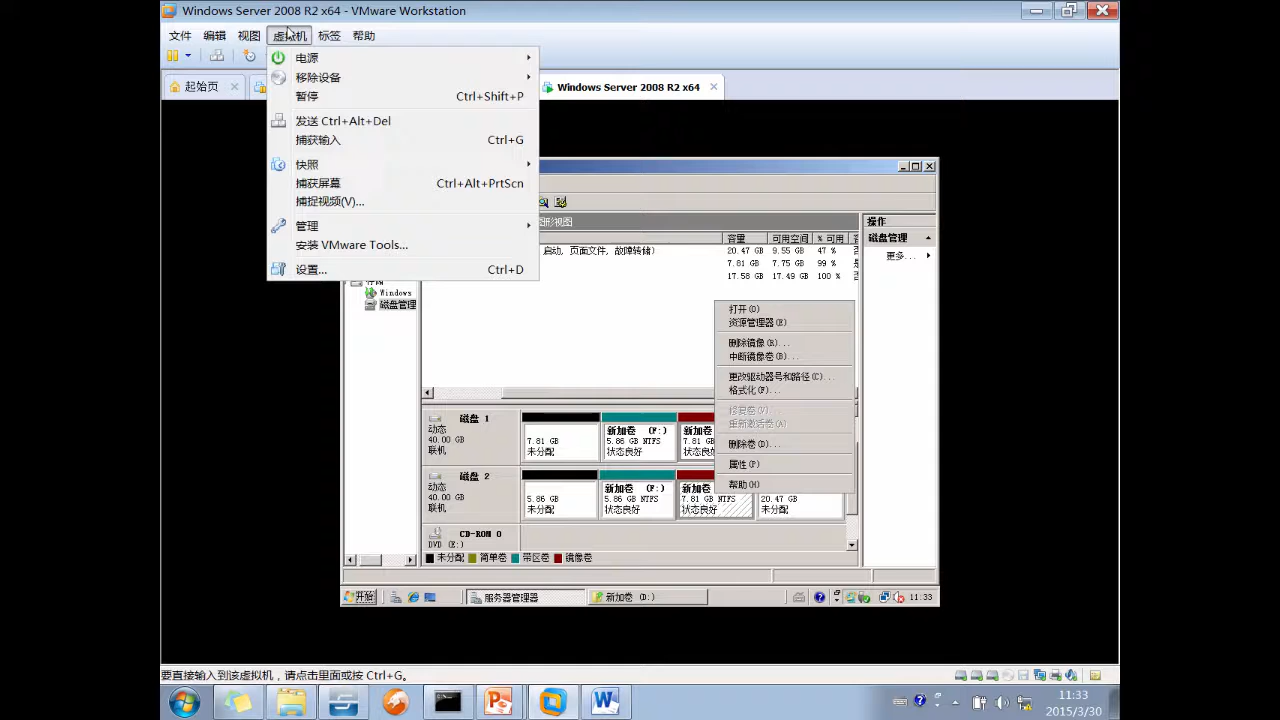 Windows Server 2008 R2 x64 - VMware Workstation
文件 编辑 视图 虚拟机 标签 帮助
起始页
Windows Server 2008 R2 x64
电源
移除设备
暂停 Ctrl+Shift+P
发送 Ctrl+Alt+Del
捕获输入 Ctrl+G
快照
捕获屏幕 Ctrl+Alt+PrtScn
捕捉视频(V)...
管理
安装 VMware Tools...
设置... Ctrl+D
形视图
操作
容量 可用空间 % 可用
磁盘管理
启动, 页面文件, 故障转储) 20.47 GB 9.55 GB 47 %
更多...
7.81 GB 7.75 GB 99 %
17.58 GB 17.49 GB 100 %
Windows
磁盘管理
打开(O)
资源管理器(E)
删除镜像(R)...
中断镜像卷(B)...
更改驱动器号和路径(C)...
格式化(F)...
修复卷(V)...
重新激活卷(A)
删除卷(D)...
属性(P)
帮助(H)
磁盘 1
动态
40.00 GB
联机
7.81 GB
未分配
新加卷 (F:)
5.86 GB NTFS
状态良好
新加卷
7.81 G
状态良好
磁盘 2
动态
40.00 GB
联机
5.86 GB
未分配
新加卷 (F:)
5.86 GB NTFS
状态良好
新加卷
7.81 GB NTFS
状态良好
20.47 GB
未分配
CD-ROM 0
DVD (E:)
未分配 简单卷 带区卷 镜像卷
开始 服务器管理器 新加卷 (D:) 11:33
要直接输入到该虚拟机，请点击里面或按 Ctrl+G。
11:33
2015/3/30